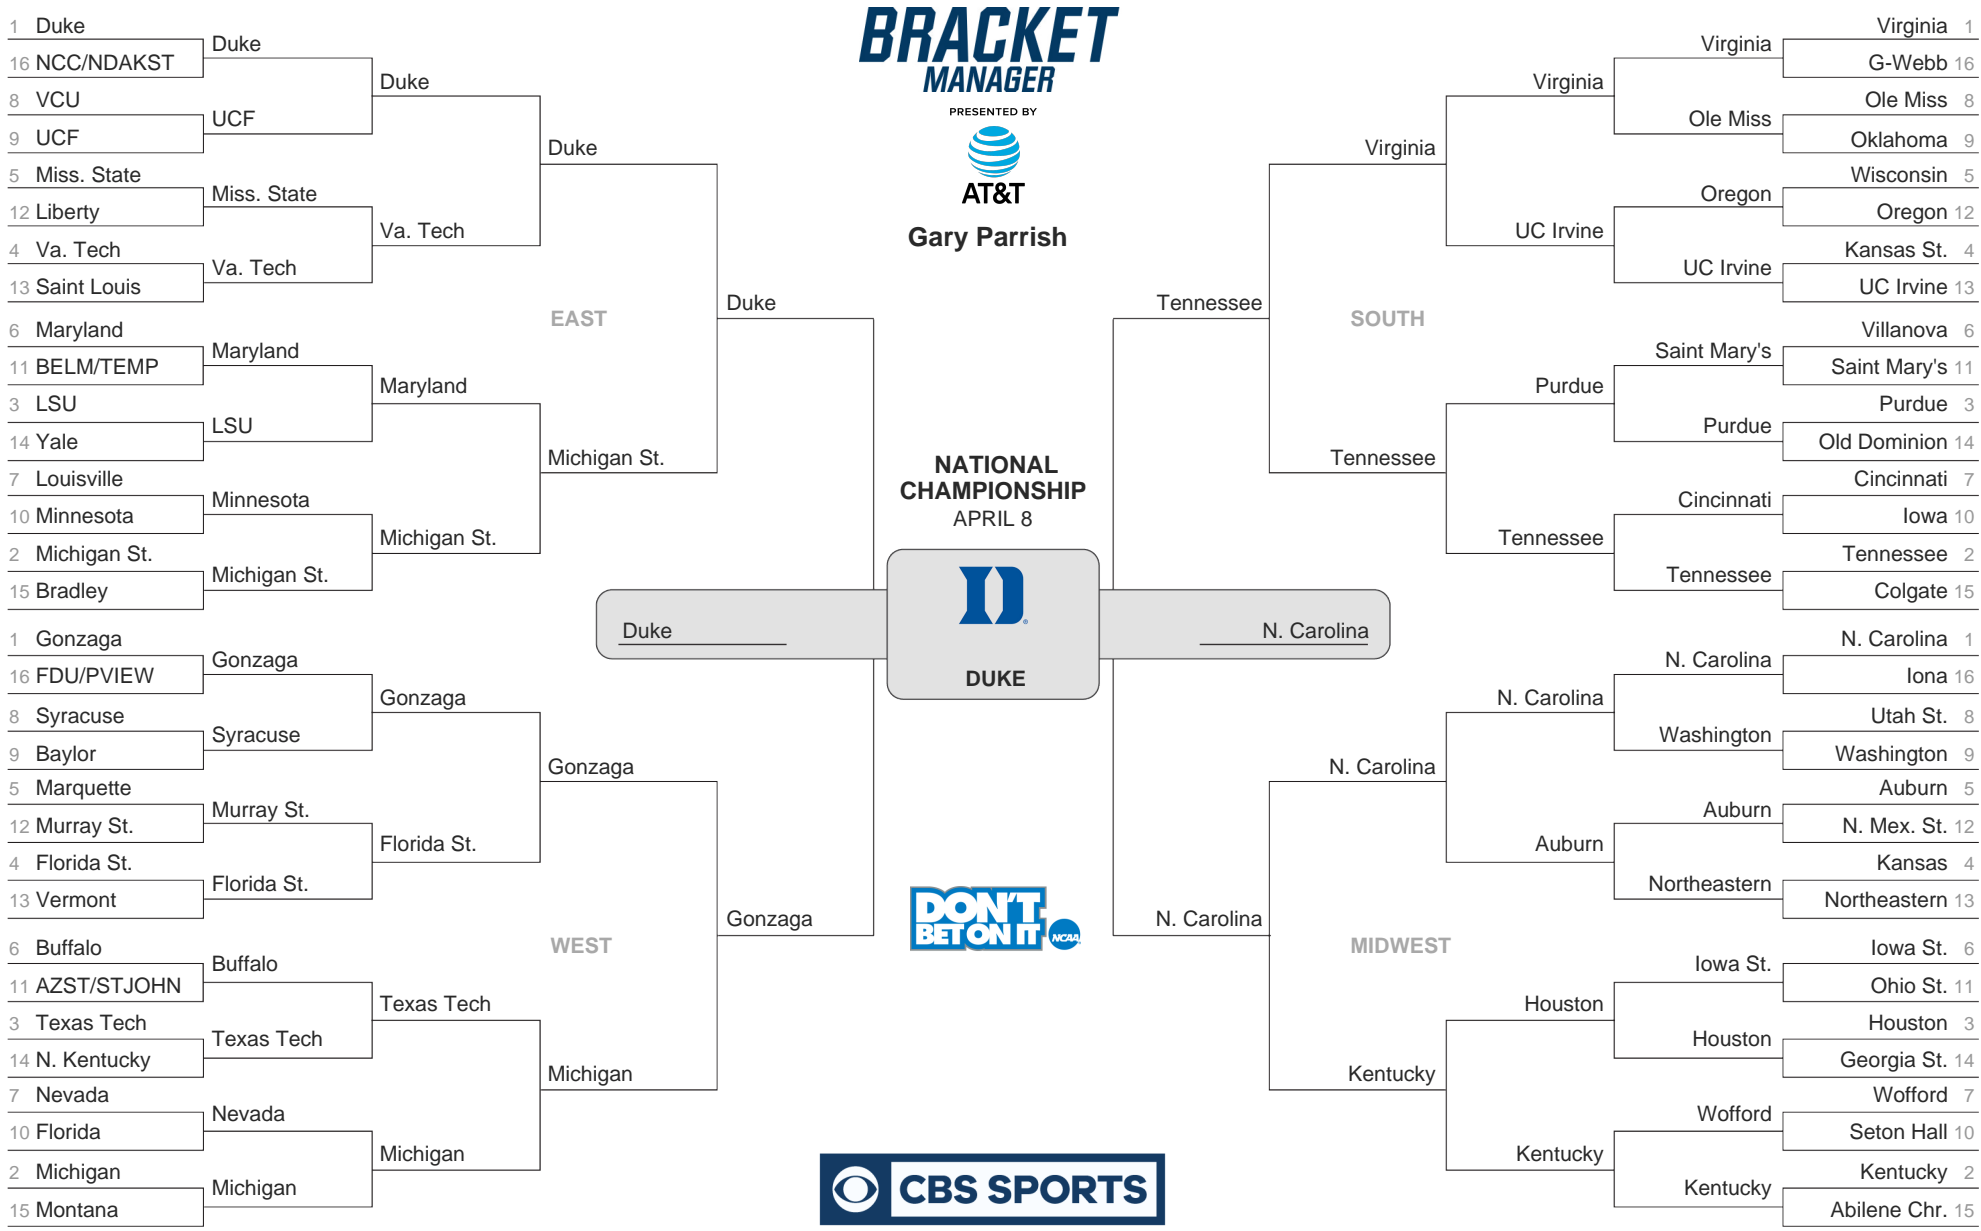 BRACKET
MANAGER
PRESENTED BY
AT&T
Gary Parrish
1 Duke
16 NCC/NDAKST
8 VCU
9 UCF
5 Miss. State
12 Liberty
4 Va. Tech
13 Saint Louis
6 Maryland
11 BELM/TEMP
3 LSU
14 Yale
7 Louisville
10 Minnesota
2 Michigan St.
15 Bradley
1 Gonzaga
16 FDU/PVIEW
8 Syracuse
9 Baylor
5 Marquette
12 Murray St.
4 Florida St.
13 Vermont
6 Buffalo
11 AZST/STJOHN
3 Texas Tech
14 N. Kentucky
7 Nevada
10 Florida
2 Michigan
15 Montana
Duke
UCF
Miss. State
Va. Tech
Maryland
LSU
Minnesota
Michigan St.
Gonzaga
Syracuse
Murray St.
Florida St.
Buffalo
Texas Tech
Nevada
Michigan
Duke
Va. Tech
Maryland
Michigan St.
Gonzaga
Florida St.
Texas Tech
Michigan
Duke
EAST
Michigan St.
Gonzaga
WEST
Michigan
Duke
Gonzaga
NATIONAL
CHAMPIONSHIP
APRIL 8
Duke
DUKE
N. Carolina
DON'T
BET ON IT
NCAA
CBS SPORTS
Tennessee
N. Carolina
Virginia
SOUTH
Tennessee
N. Carolina
MIDWEST
Kentucky
Virginia
UC Irvine
Purdue
Tennessee
N. Carolina
Auburn
Houston
Kentucky
Virginia
Ole Miss
Oregon
UC Irvine
Saint Mary's
Purdue
Cincinnati
Tennessee
N. Carolina
Washington
Auburn
Northeastern
Iowa St.
Houston
Wofford
Kentucky
Virginia 1
G-Webb 16
Ole Miss 8
Oklahoma 9
Wisconsin 5
Oregon 12
Kansas St. 4
UC Irvine 13
Villanova 6
Saint Mary's 11
Purdue 3
Old Dominion 14
Cincinnati 7
Iowa 10
Tennessee 2
Colgate 15
N. Carolina 1
Iona 16
Utah St. 8
Washington 9
Auburn 5
N. Mex. St. 12
Kansas 4
Northeastern 13
Iowa St. 6
Ohio St. 11
Houston 3
Georgia St. 14
Wofford 7
Seton Hall 10
Kentucky 2
Abilene Chr. 15